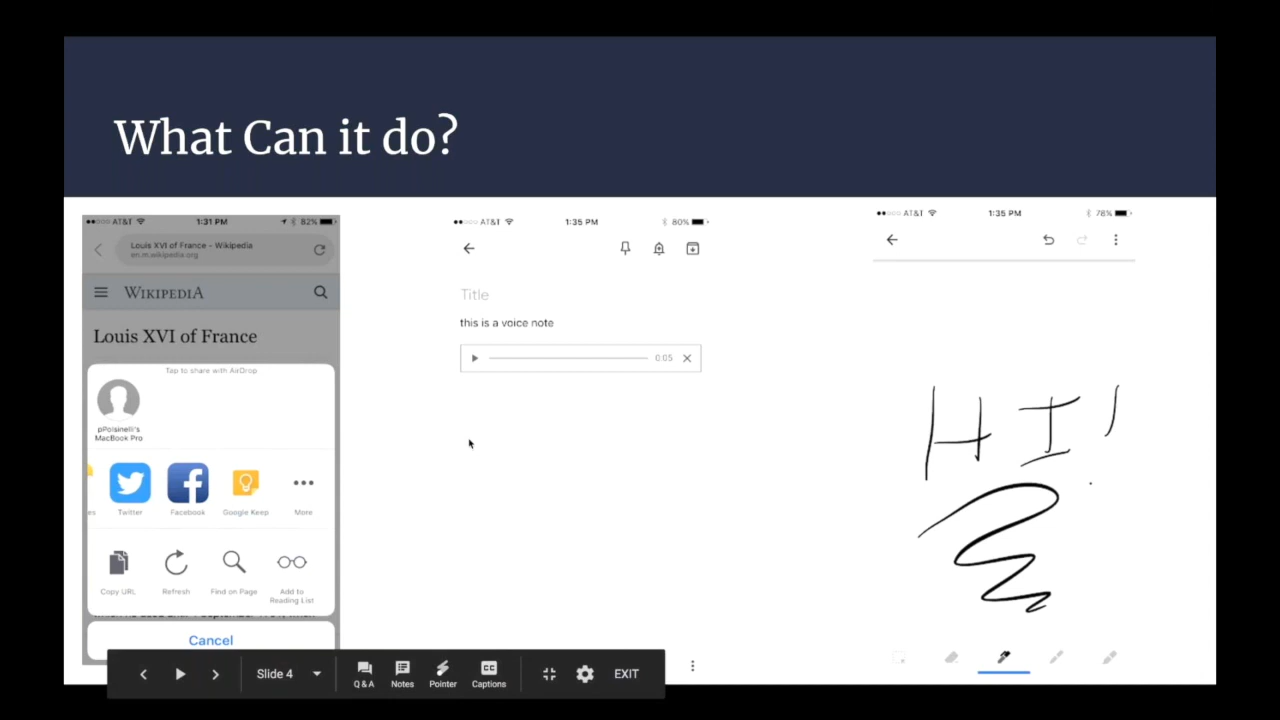 What Can it do?
AT&T 1:31 PM 82%
Louis XVI of France - Wikipedia
en.m.wikipedia.org
WIKIPEDIA
Louis XVI of France
Tap to share with AirDrop
pPolsinelli's
MacBook Pro
Twitter Facebook Google Keep More
Copy URL Refresh Find on Page Add to
Reading List
Cancel
AT&T 1:35 PM 80%
Title
this is a voice note
0:05
AT&T 1:35 PM 78%
HI!
Slide 4 Q&A Notes Pointer CC Captions EXIT